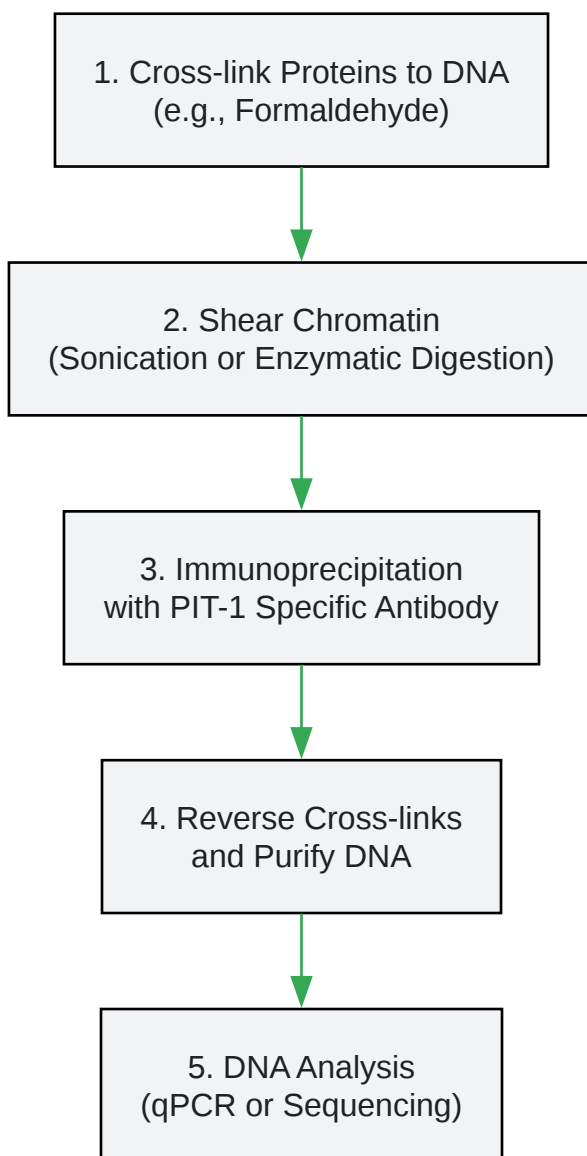 1. Cross-link Proteins to DNA
(e.g., Formaldehyde)
2. Shear Chromatin
(Sonication or Enzymatic Digestion)
3. Immunoprecipitation
with PIT-1 Specific Antibody
4. Reverse Cross-links
and Purify DNA
5. DNA Analysis
(qPCR or Sequencing)